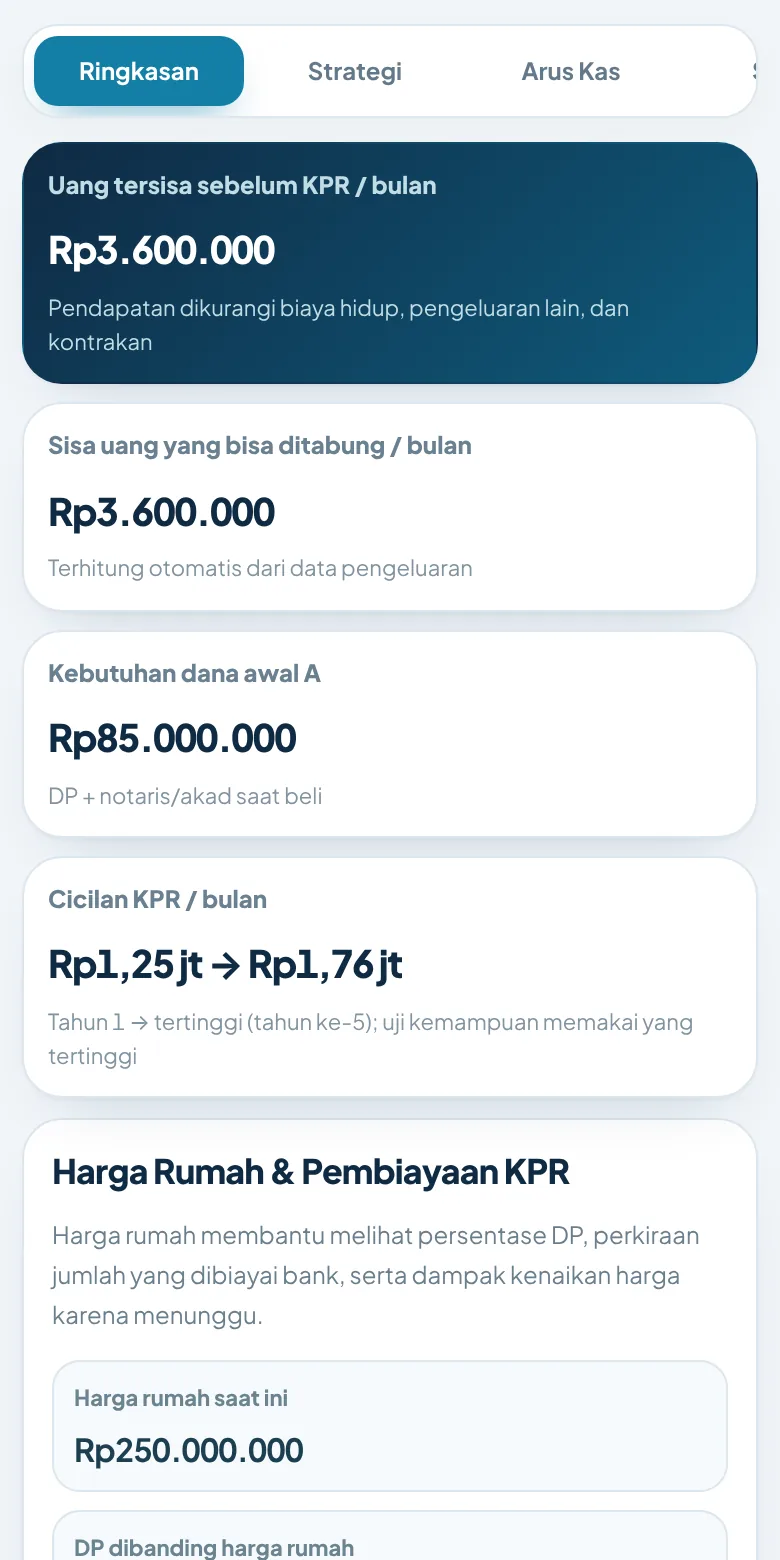 Ringkasan
Strategi
Arus Kas
Uang tersisa sebelum KPR / bulan
Rp3.600.000
Pendapatan dikurangi biaya hidup, pengeluaran lain, dan
kontrakan
Sisa uang yang bisa ditabung / bulan
Rp3.600.000
Terhitung otomatis dari data pengeluaran
Kebutuhan dana awal A
Rp85.000.000
DP + notaris/akad saat beli
Cicilan KPR / bulan
Rp1,25 jt → Rp1,76 jt
Tahun 1 → tertinggi (tahun ke-5); uji kemampuan memakai yang
tertinggi
Harga Rumah & Pembiayaan KPR
Harga rumah membantu melihat persentase DP, perkiraan
jumlah yang dibiayai bank, serta dampak kenaikan harga
karena menunggu.
Harga rumah saat ini
Rp250.000.000
DP dibanding harga rumah